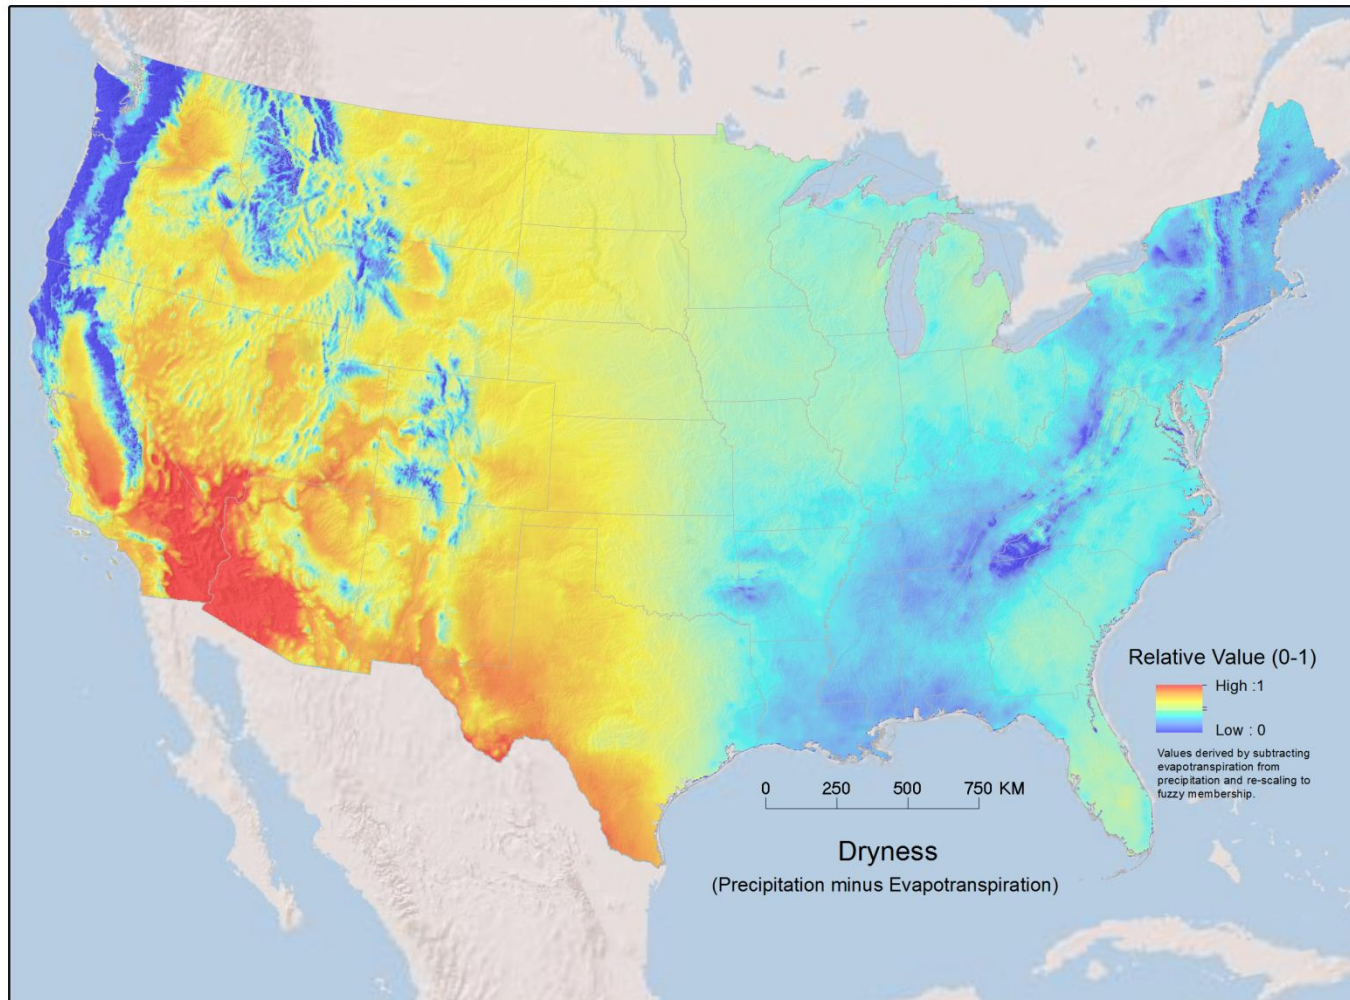 Relative Value (0-1)
High :1
Low : 0
Values derived by subtracting
evapotranspiration from
precipitation and re-scaling to
fuzzy membership.
0 250 500 750 KM
Dryness
(Precipitation minus Evapotranspiration)